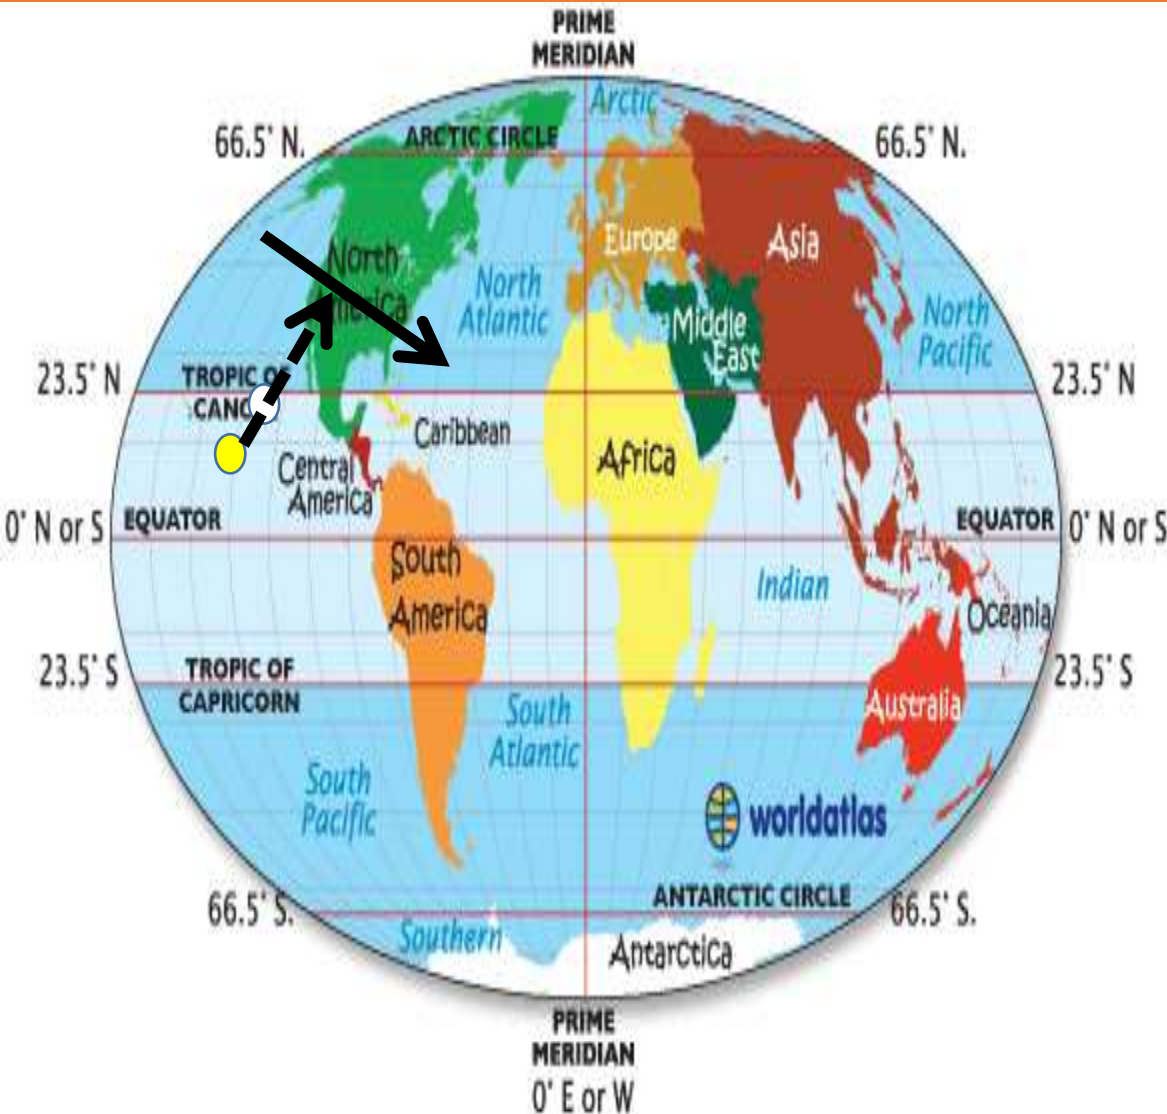 PRIME
MERIDIAN
Arctic
66.5° N.
ARCTIC CIRCLE
66.5° N.
North
America
Europe
Asia
North
Atlantic
Middle
East
North
Pacific
23.5° N
TROPIC OF
23.5° N
Caribbean
Central
America
Africa
0° N or S
EQUATOR
EQUATOR
0° N or S
South
America
Indian
Oceania
23.5° S
TROPIC OF
CAPRICORN
23.5° S
Australia
South
Atlantic
South
Pacific
worldatlas
66.5° S.
ANTARCTIC CIRCLE
66.5° S.
Southern
Antarctica
PRIME
MERIDIAN
0° E or W